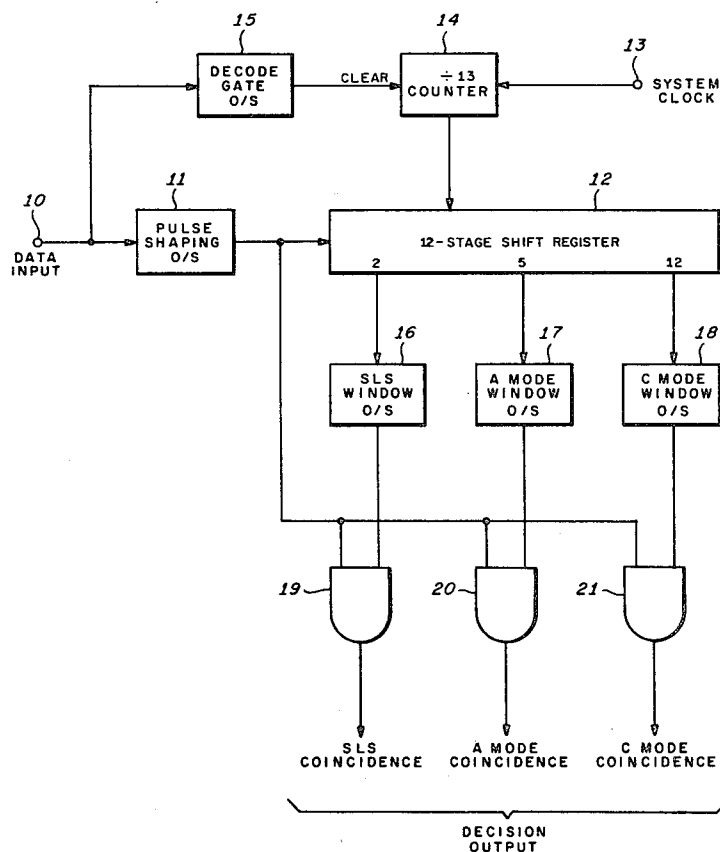 15
14
13
DECODE
GATE
O/S
CLEAR
÷13
COUNTER
SYSTEM
CLOCK
10
11
12
DATA
INPUT
PULSE
SHAPING
O/S
12-STAGE SHIFT REGISTER
2
5
12
16
17
18
SLS
WINDOW
O/S
A MODE
WINDOW
O/S
C MODE
WINDOW
O/S
19
20
21
SLS
COINCIDENCE
A MODE
COINCIDENCE
C MODE
COINCIDENCE
DECISION
OUTPUT